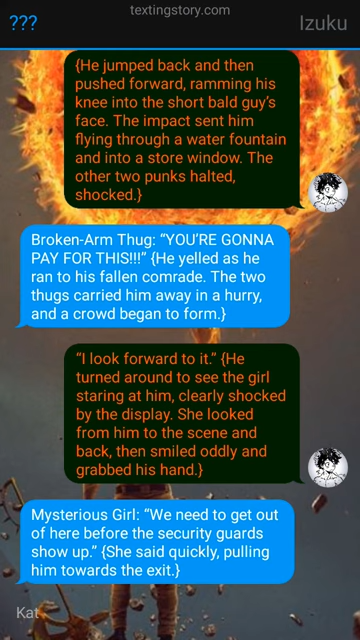 textingstory.com
???
Izuku
{He jumped back and then
pushed forward, ramming his
knee into the short bald guy's
face. The impact sent him
flying through a water fountain
and into a store window. The
other two punks halted,
shocked.}
Broken-Arm Thug: “YOU’RE GONNA
PAY FOR THIS!!!” {He yelled as he
ran to his fallen comrade. The two
thugs carried him away in a hurry,
and a crowd began to form.}
“I look forward to it.” {He
turned around to see the girl
staring at him, clearly shocked
by the display. She looked
from him to the scene and
back, then smiled oddly and
grabbed his hand.}
Mysterious Girl: “We need to get out
of here before the security guards
show up.” {She said quickly, pulling
him towards the exit.}
Kat